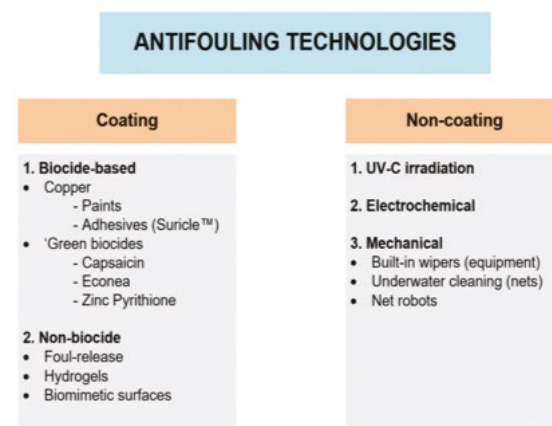 ANTIFOULING TECHNOLOGIES
Coating
1. Biocide-based
• Copper
- Paints
- Adhesives (Suricle™)
• ‘Green biocides
- Capsaicin
- Econea
- Zinc Pyrithione
2. Non-biocide
• Foul-release
• Hydrogels
• Biomimetic surfaces
Non-coating
1. UV-C irradiation
2. Electrochemical
3. Mechanical
• Built-in wipers (equipment)
• Underwater cleaning (nets)
• Net robots